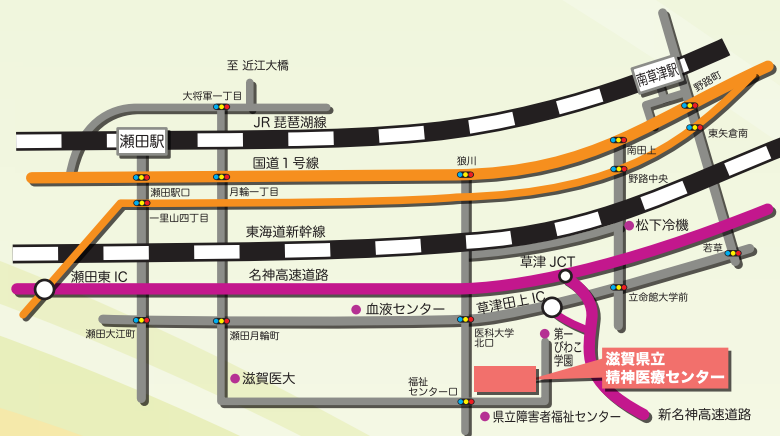 至 近江大橋
大将軍一丁目
南草津駅
野路町
JR 琵琶湖線
瀬田駅
東矢倉南
南田上
国道1号線
狼川
瀬田駅口
月輪一丁目
野路中央
一里山四丁目
東海道新幹線
松下冷機
若草
瀬田東 IC
名神高速道路
草津 JCT
草津田上 IC
立命館大学前
血液センター
瀬田大江町
瀬田月輪町
医科大学
北口
第一
びわこ
学園
滋賀県立
精神医療センター
滋賀医大
福祉
センター口
県立障害者福祉センター
新名神高速道路